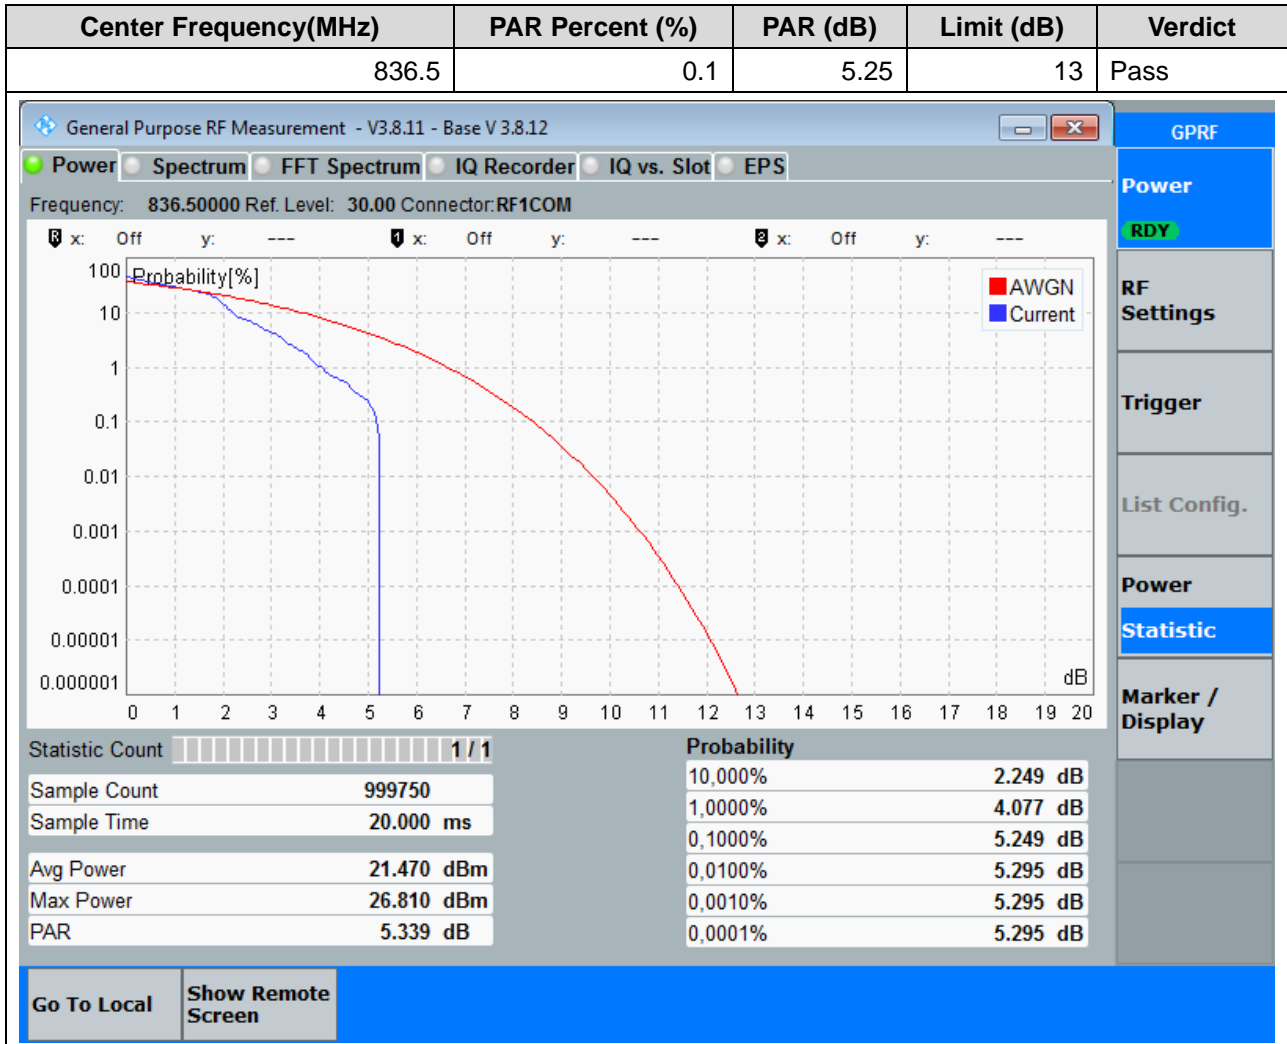 Center Frequency(MHz) PAR Percent (%) PAR (dB) Limit (dB) Verdict
836.5 0.1 5.25 13 Pass
General Purpose RF Measurement - V3.8.11 - Base V 3.8.12
GPRF
Power Spectrum FFT Spectrum IQ Recorder IQ vs. Slot EPS
Power
RDY
Frequency: 836.50000 Ref. Level: 30.00 Connector: RF1COM
R x: Off y: --- 1 x: Off y: --- 2 x: Off y: ---
Probability[%]
AWGN
Current
100
10
1
0.1
0.01
0.001
0.0001
0.00001
0.000001
dB
0 1 2 3 4 5 6 7 8 9 10 11 12 13 14 15 16 17 18 19 20
RF
Settings
Trigger
List Config.
Power
Statistic
Marker /
Display
Statistic Count 1 / 1
Sample Count 999750
Sample Time 20.000 ms
Avg Power 21.470 dBm
Max Power 26.810 dBm
PAR 5.339 dB
Probability
10,000% 2.249 dB
1,0000% 4.077 dB
0,1000% 5.249 dB
0,0100% 5.295 dB
0,0010% 5.295 dB
0,0001% 5.295 dB
Go To Local
Show Remote
Screen